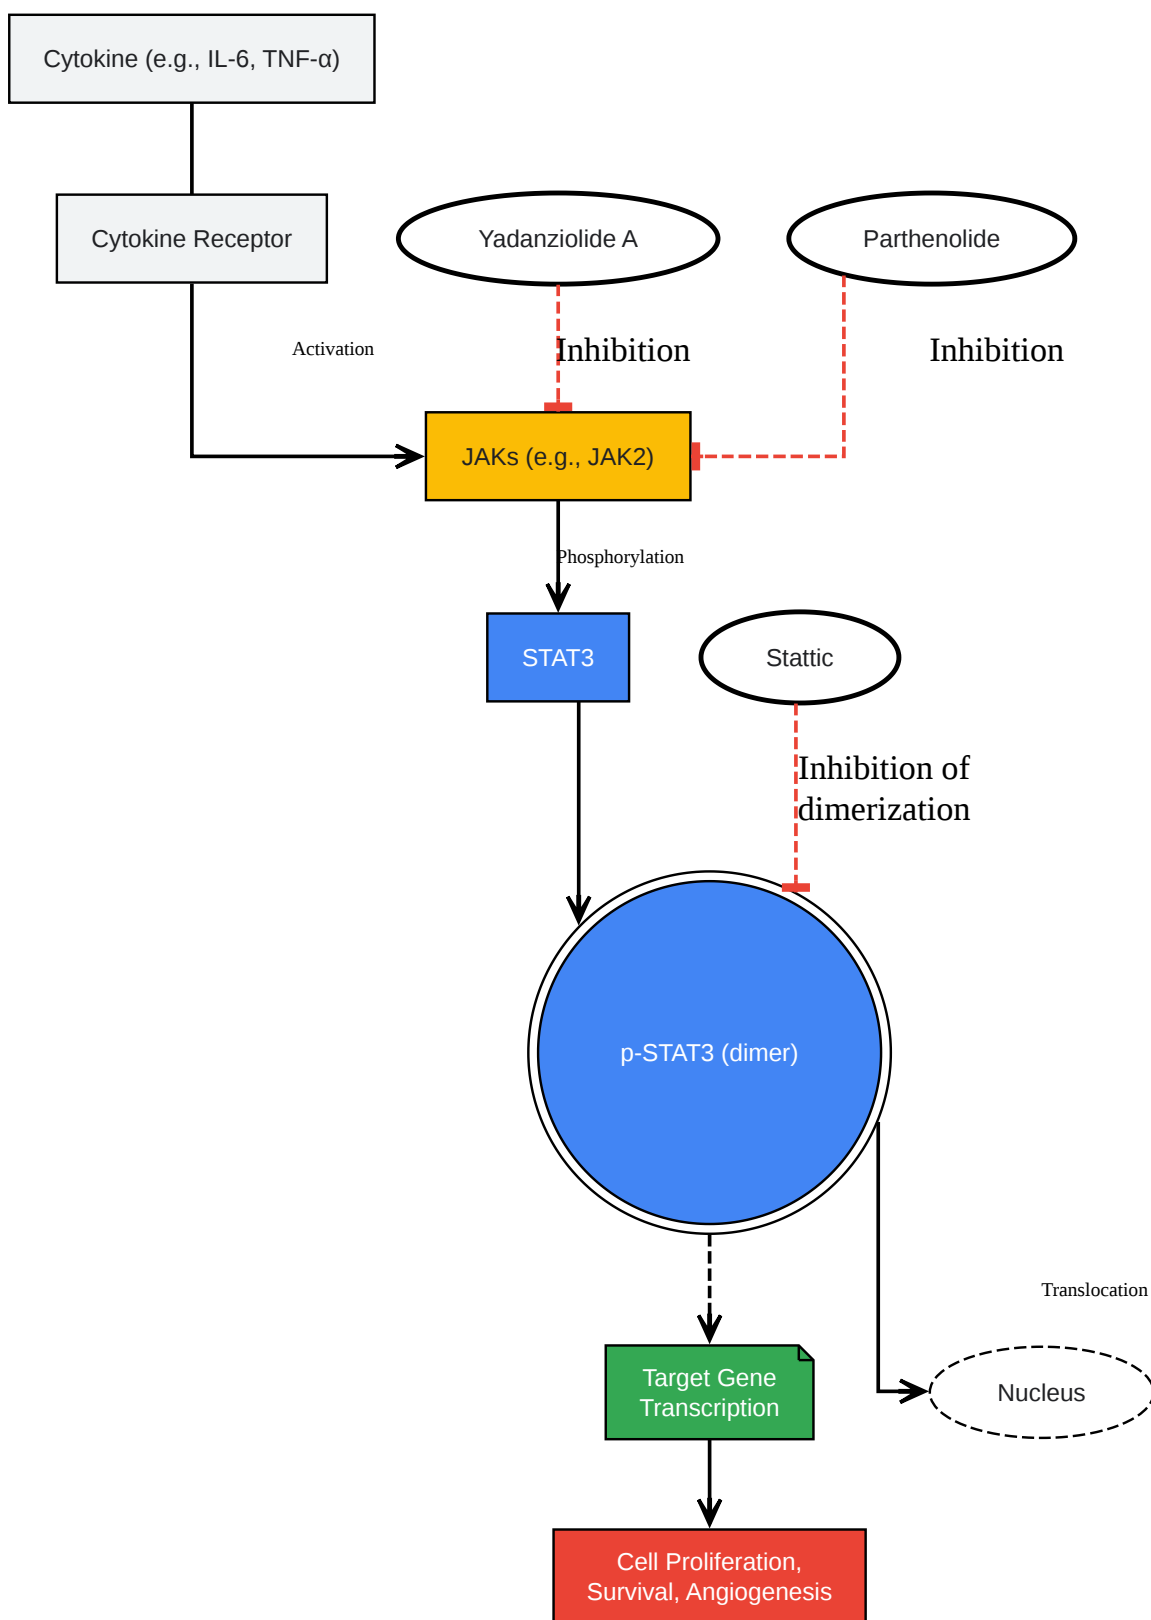 Cytokine (e.g., IL-6, TNF-α)
Cytokine Receptor
Yadanziolide A
Parthenolide
Activation
Inhibition
Inhibition
JAKs (e.g., JAK2)
Phosphorylation
STAT3
Stattic
Inhibition of
dimerization
p-STAT3 (dimer)
Translocation
Target Gene
Transcription
Nucleus
Cell Proliferation,
Survival, Angiogenesis